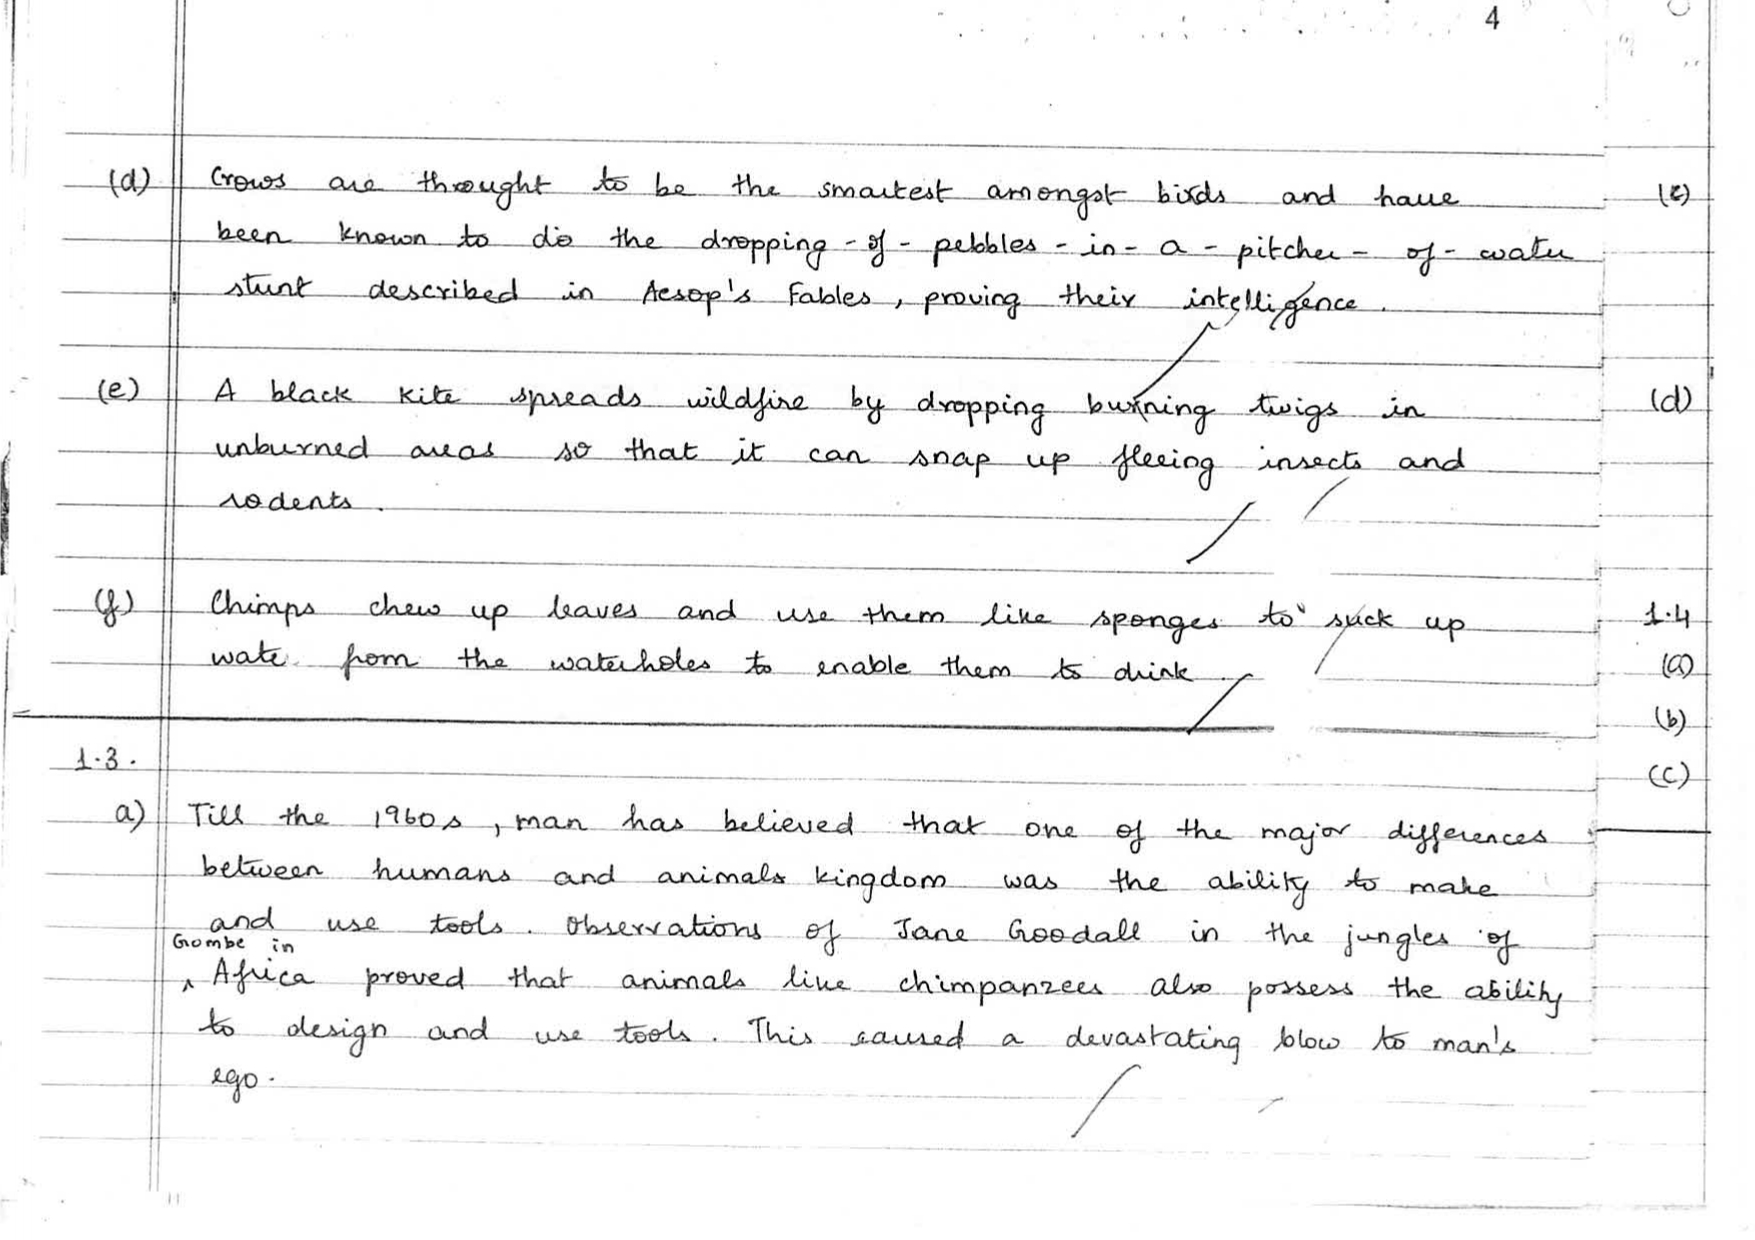 4
(d) Crows are throught to be the smartest amongst birds and have
been known to do the dropping-of-pebbles-in-a-pitcher-of-water
stunt described in Aesop's Fables, proving their intelligence.
(e) A black kite spreads wildfire by dropping burning twigs in
unburned areas so that it can snap up fleeing insects and
rodents.
(f) Chimps chew up leaves and use them like sponges to suck up
wate from the waterholes to enable them to drink.
1.3.
a) Till the 1960s, man has believed that one of the major differences
between humans and animals kingdom was the ability to make
and use tools. Observations of Jane Goodall in the jungles of
Gombe in
^ Africa proved that animals like chimpanzees also possess the ability
to design and use tools. This caused a devastating blow to man's
ego.
(c)
(d)
1.4
(a)
(b)
(c)